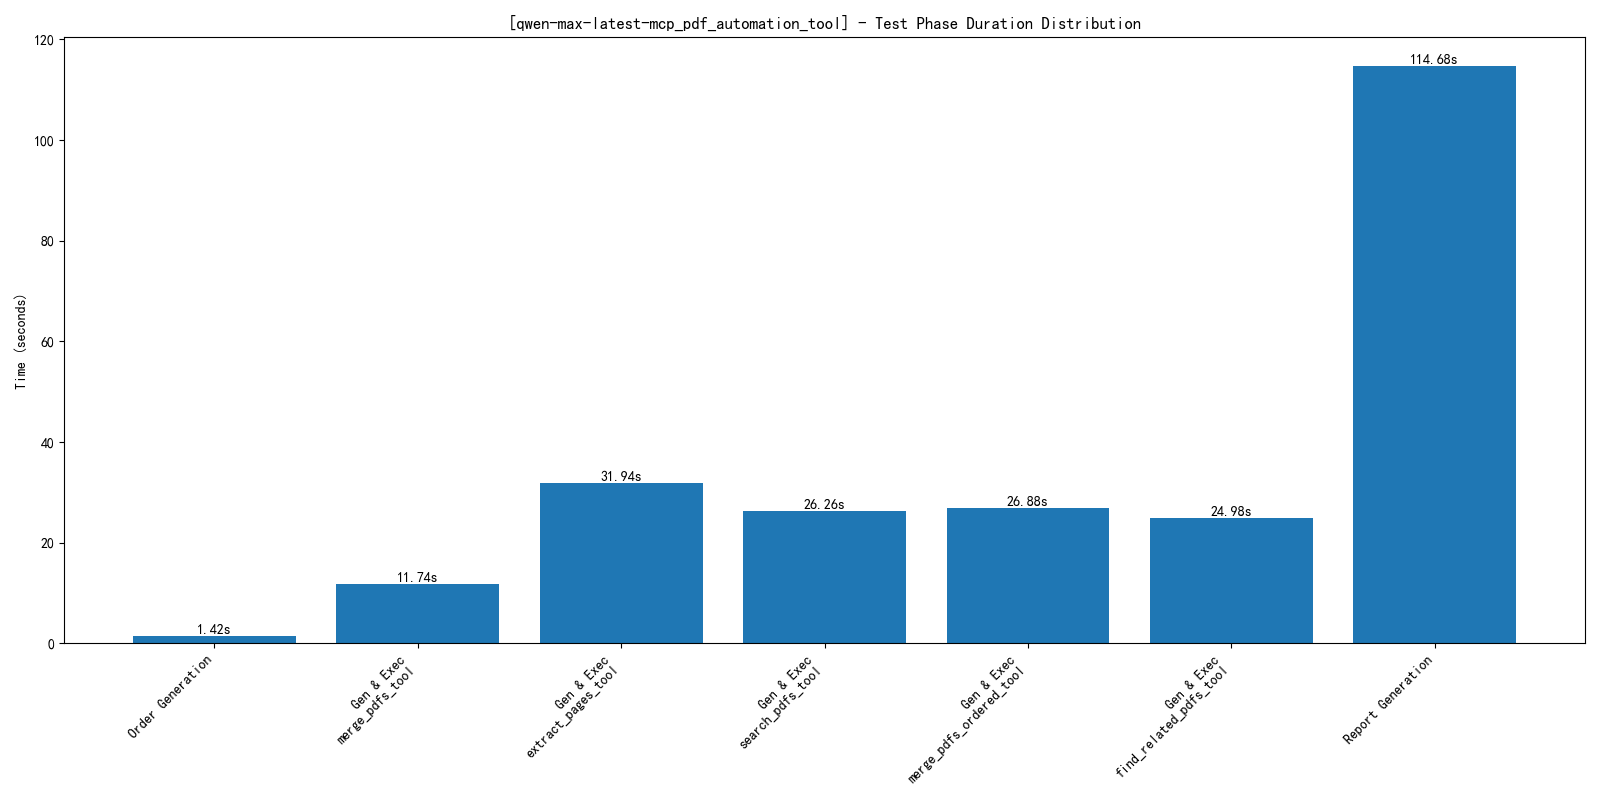 [qwen-max-latest-mcp_pdf_automation_tool] - Test Phase Duration Distribution
Time (seconds)
120
100
80
60
40
20
0
1.42s
11.74s
31.94s
26.26s
26.88s
24.98s
114.68s
Order Generation
Gen & Exec
merge_pdfs_tool
Gen & Exec
extract_pages_tool
Gen & Exec
search_pdfs_tool
Gen & Exec
merge_pdfs_ordered_tool
Gen & Exec
find_related_pdfs_tool
Report Generation